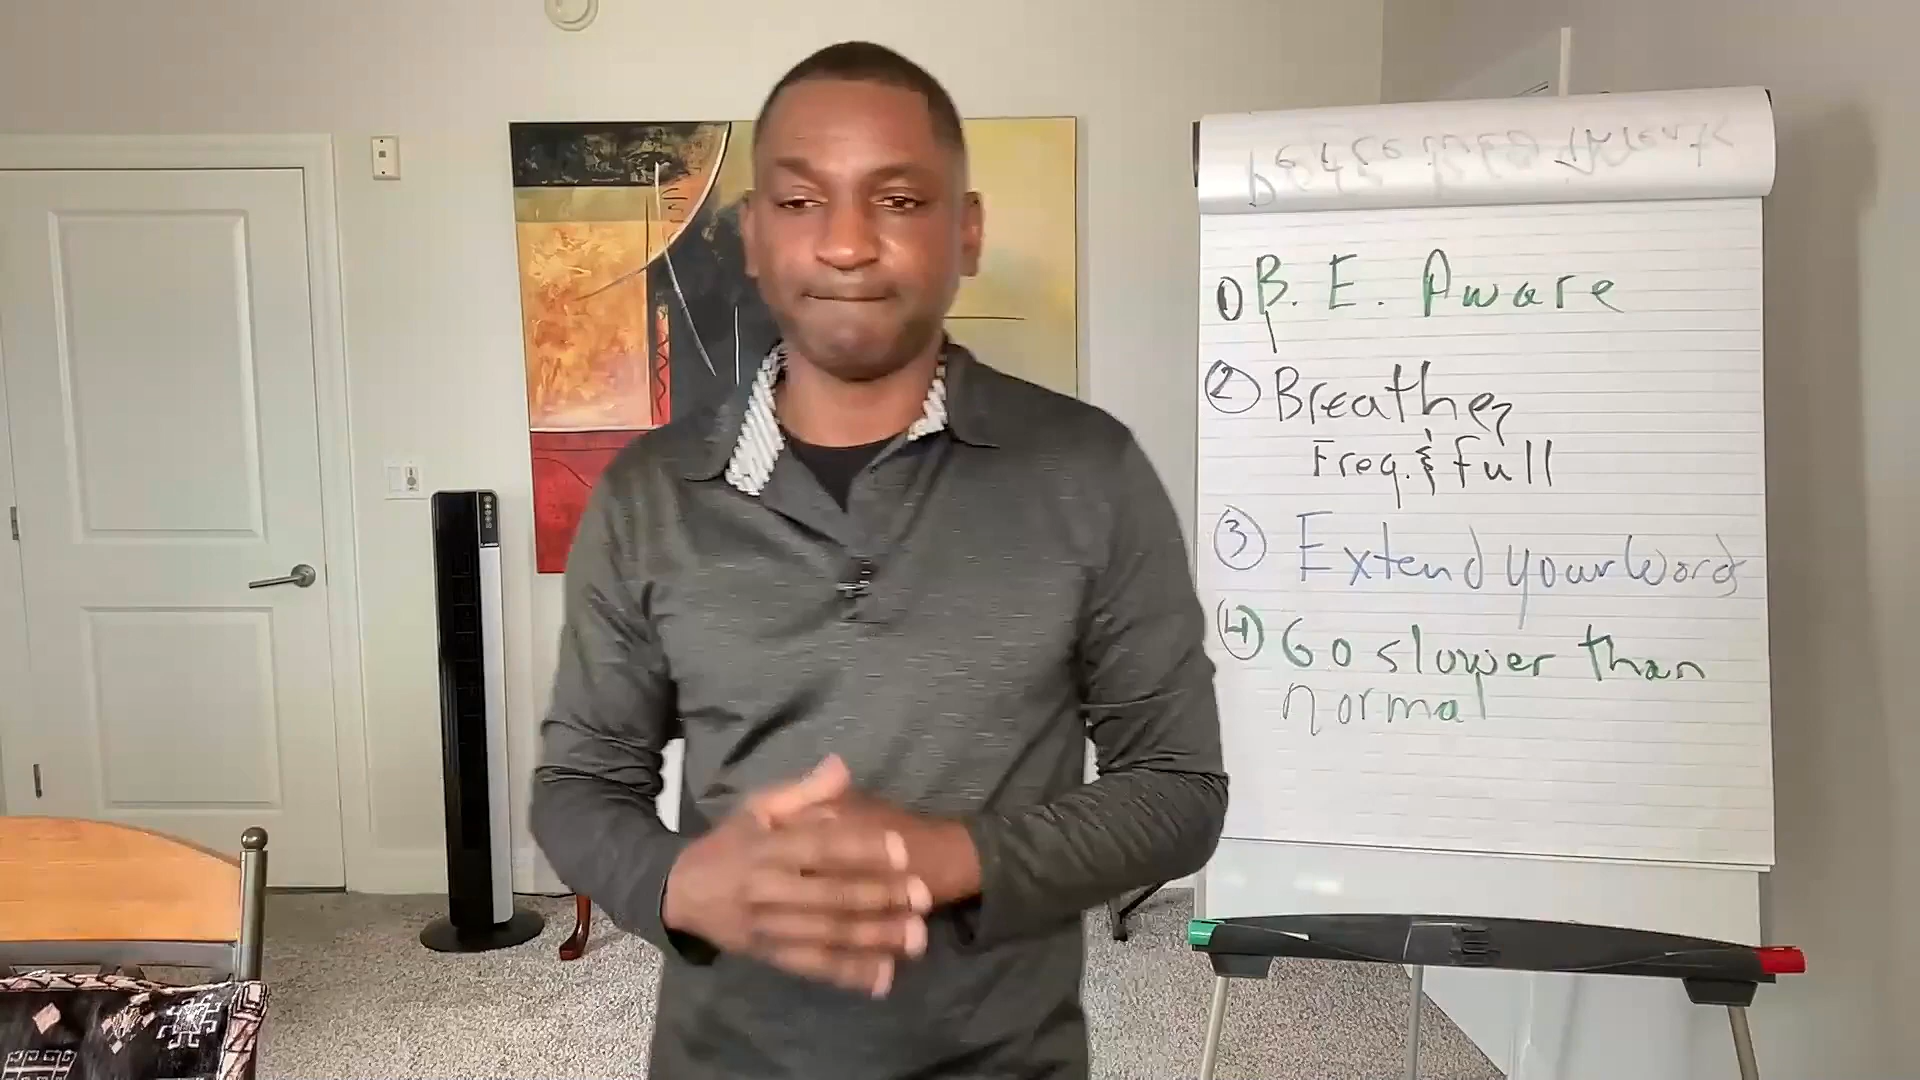 ① B. E. Aware
② Breathe,
Freq. & full
③ Extend your Words
④ Go slower than
normal